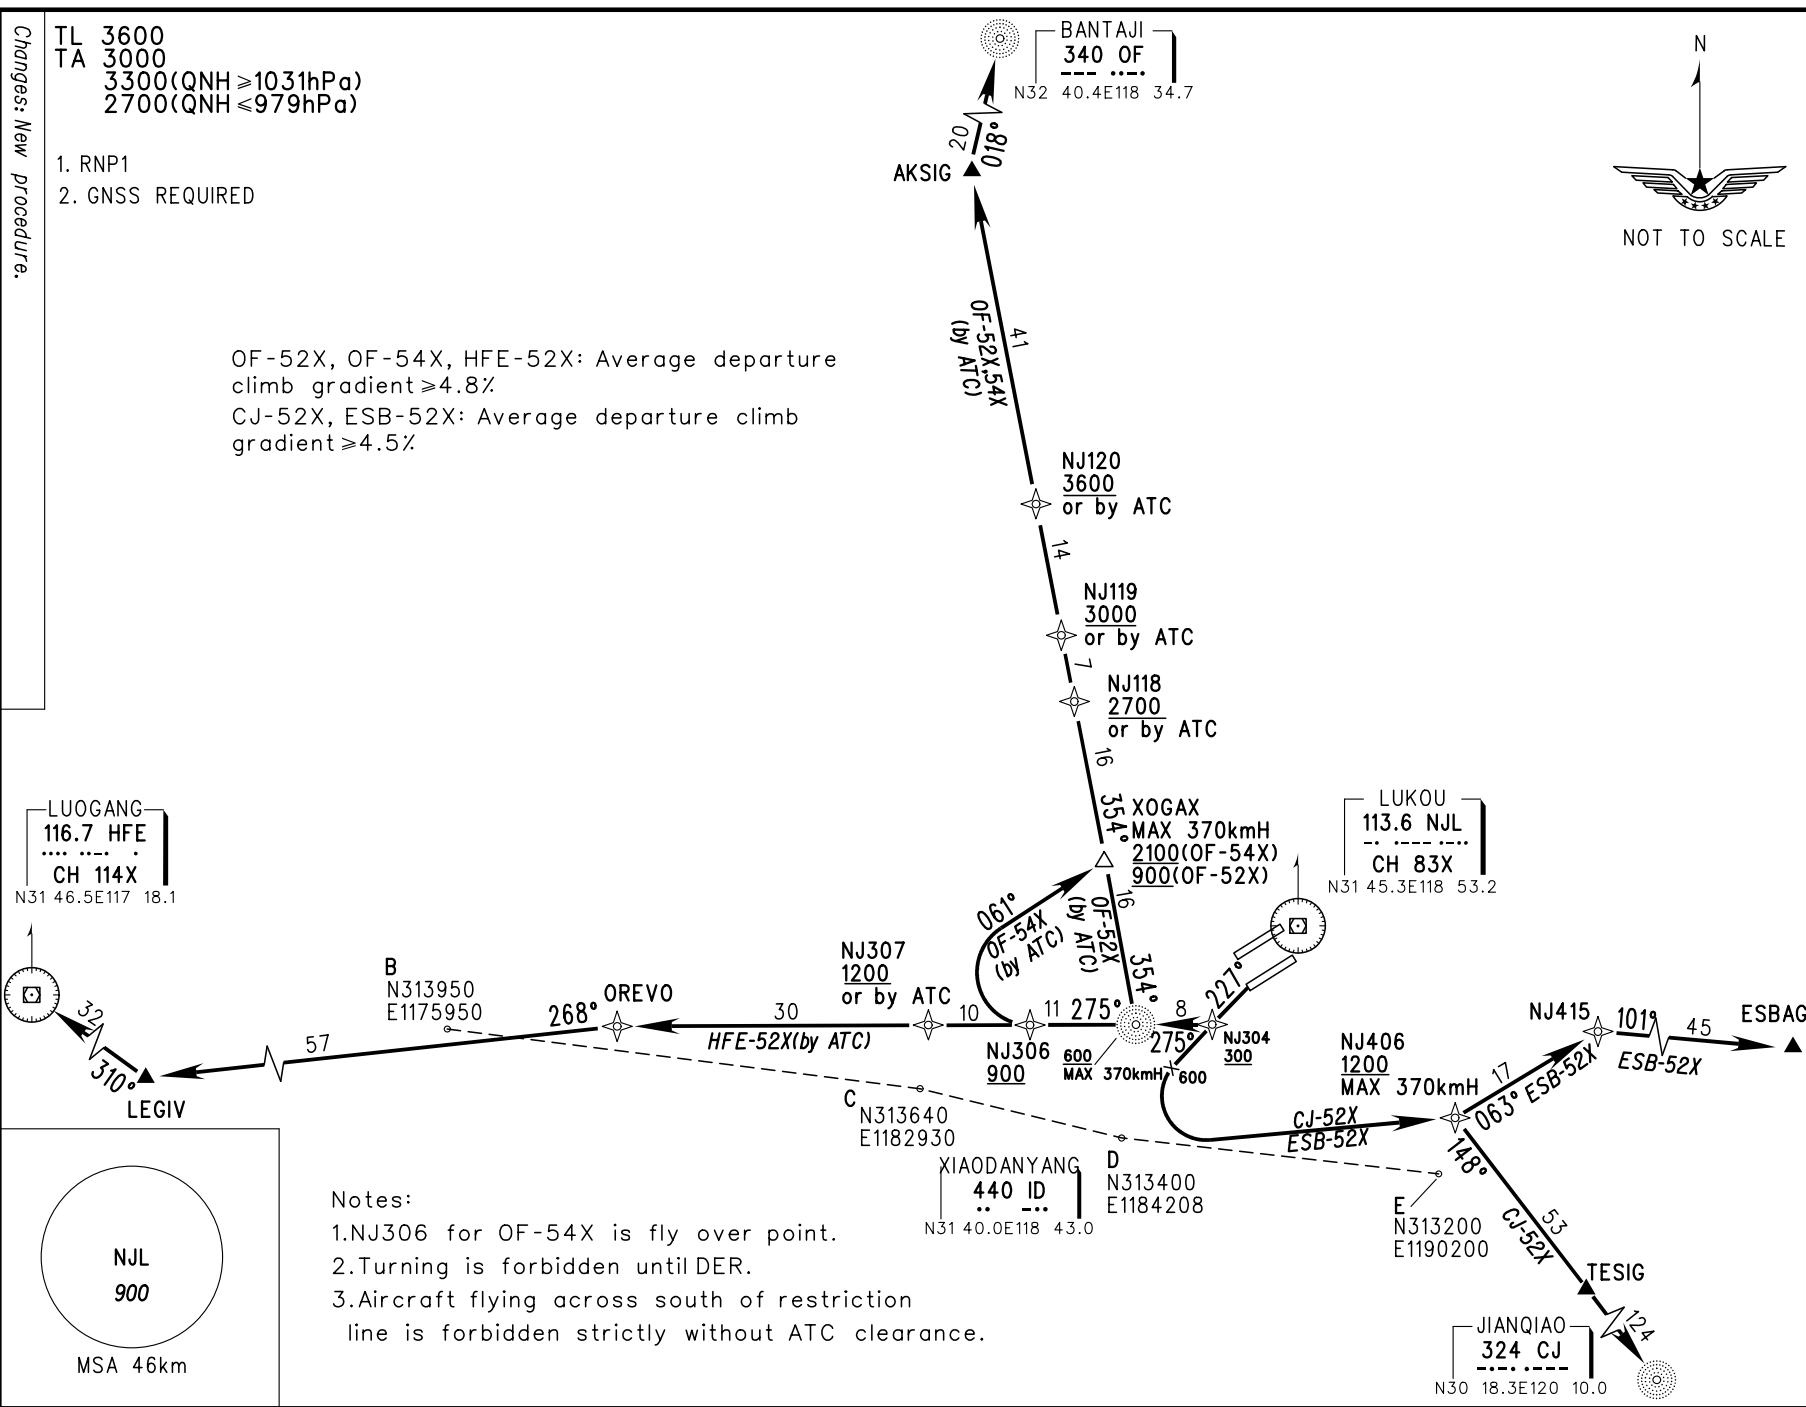 Changes: New procedure.
TL 3600
TA 3000
3300(QNH ≥1031hPa)
2700(QNH ≤979hPa)
1. RNP1
2. GNSS REQUIRED
BANTAJI
340 OF
N32 40.4E118 34.7
N
NOT TO SCALE
20
018°
AKSIG
OF-52X,54X
(by ATC)
41
OF-52X, OF-54X, HFE-52X: Average departure
climb gradient ≥4.8%
CJ-52X, ESB-52X: Average departure climb
gradient ≥4.5%
NJ120
3600
or by ATC
14
NJ119
3000
or by ATC
7
NJ118
2700
or by ATC
16
354°
XOGAX
MAX 370kmH
2100(OF-54X)
900(OF-52X)
LUKOU
113.6 NJL
CH 83X
N31 45.3E118 53.2
LUOGANG
116.7 HFE
CH 114X
N31 46.5E117 18.1
061°
OF-54X
(by ATC)
16
OF-52X
(by ATC)
354°
227°
8
275°
NJ304
300
600
MAX 370kmH
600
275°
11
NJ306
900
10
NJ307
1200
or by ATC
30
HFE-52X(by ATC)
OREVO
268°
57
B
N313950
E1175950
32
310°
LEGIV
C
N313640
E1182930
XIAODANYANG
440 ID
N31 40.0E118 43.0
D
N313400
E1184208
CJ-52X
ESB-52X
NJ406
1200
MAX 370kmH
17
063° ESB-52X
NJ415
101°
45
ESB-52X
ESBAG
148°
53
CJ-52X
E
N313200
E1190200
TESIG
124
JIANQIAO
324 CJ
N30 18.3E120 10.0
NJL
900
MSA 46km
Notes:
1.NJ306 for OF-54X is fly over point.
2.Turning is forbidden until DER.
3.Aircraft flying across south of restriction
line is forbidden strictly without ATC clearance.